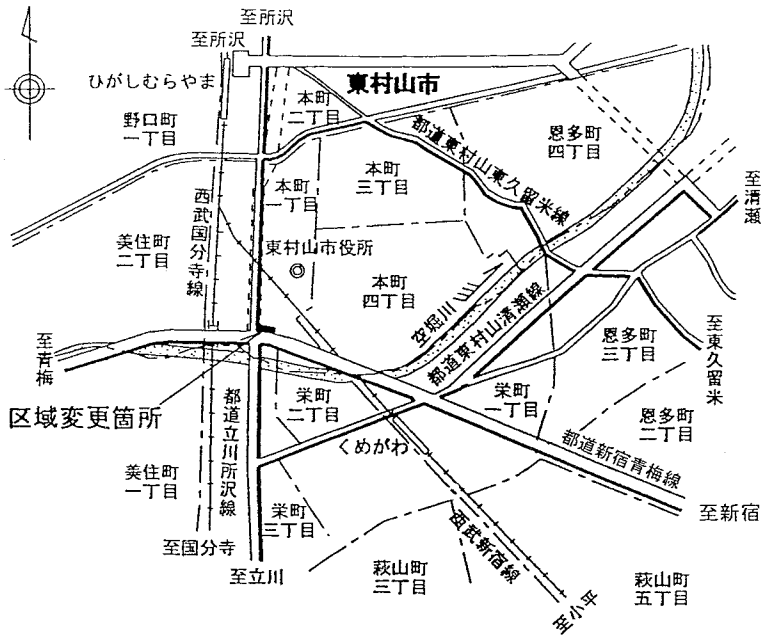 至所沢
至所沢
ひがしむらやま
東村山市
野口町
一丁目
本町
二丁目
都道東村山東久留米線
恩多町
四丁目
至清瀬
本町
三丁目
本町
一丁目
西武国分寺線
美住町
二丁目
東村山市役所
本町
四丁目
空堀川
都道東村山清瀬線
至青梅
恩多町
三丁目
至東久留米
区域変更箇所
都道立川所沢線
栄町
二丁目
くめがわ
栄町
一丁目
恩多町
二丁目
都道新宿青梅線
美住町
一丁目
栄町
三丁目
西武新宿線
至新宿
至国分寺
至立川
萩山町
三丁目
至小平
萩山町
五丁目